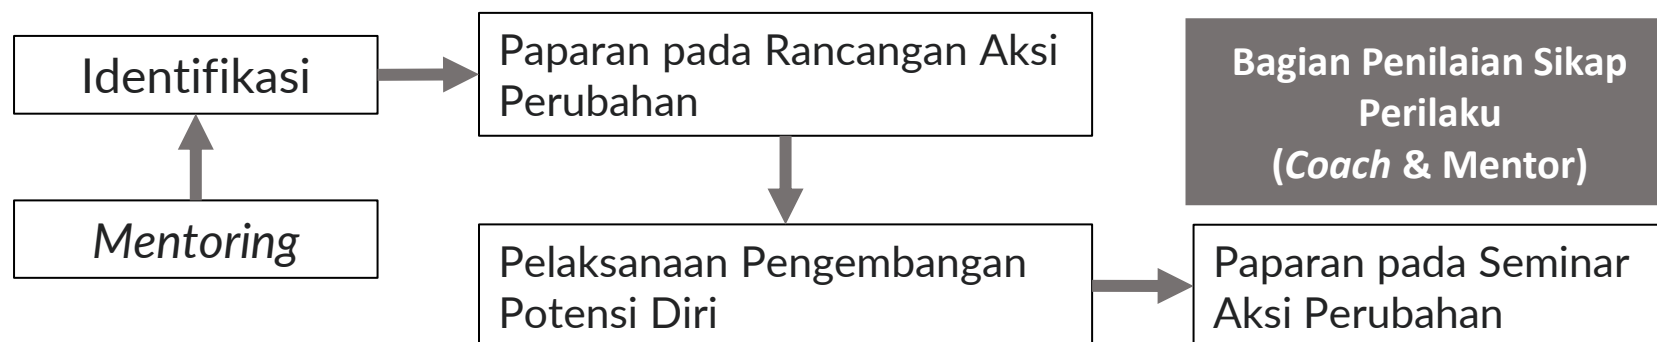 Identifikasi
Mentoring
Paparan pada Rancangan Aksi
Perubahan
Pelaksanaan Pengembangan
Potensi Diri
Bagian Penilaian Sikap
Perilaku
(Coach & Mentor)
Paparan pada Seminar
Aksi Perubahan